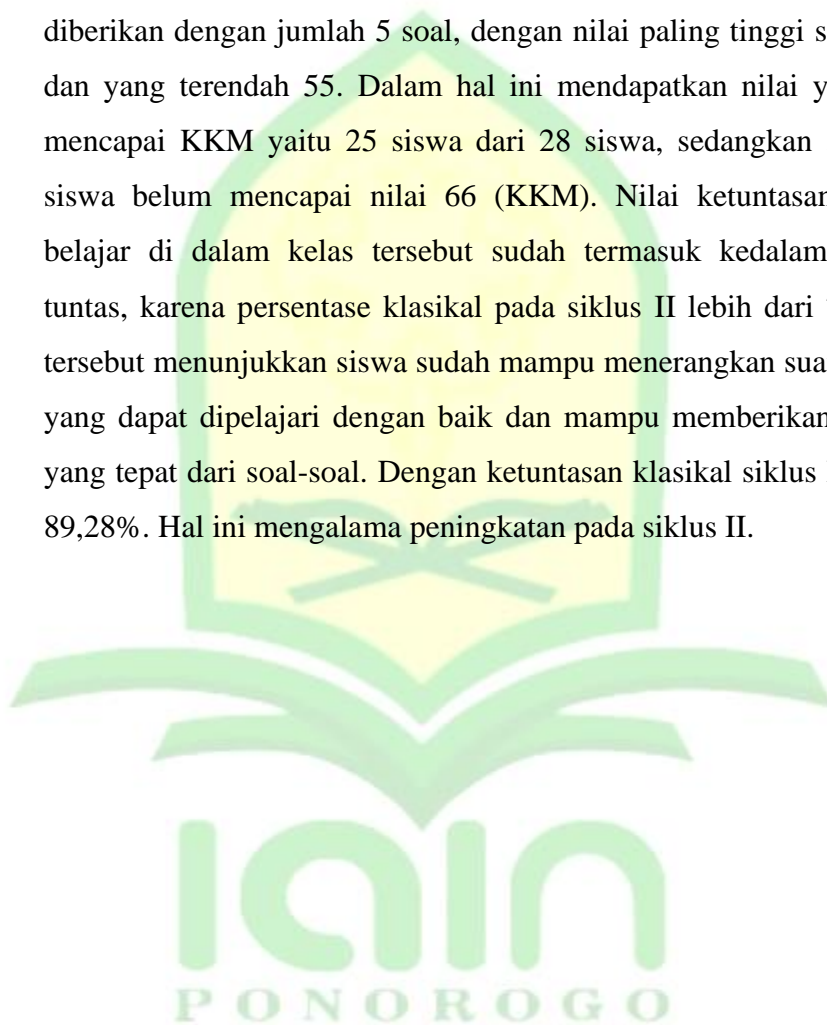 diberikan dengan jumlah 5 soal, dengan nilai paling tinggi
dan yang terendah 55. Dalam hal ini mendapatkan nilai
mencapai KKM yaitu 25 siswa dari 28 siswa, sedangkan
siswa belum mencapai nilai 66 (KKM). Nilai ketuntasan
belajar di dalam kelas tersebut sudah termasuk kedalam
tuntas, karena persentase klasikal pada siklus II lebih dari
tersebut menunjukkan siswa sudah mampu menerangkan
yang dapat dipelajari dengan baik dan mampu memberikan
yang tepat dari soal-soal. Dengan ketuntasan klasikal siklus
89,28%. Hal ini mengalama peningkatan pada siklus II.
iain
PONOROGO